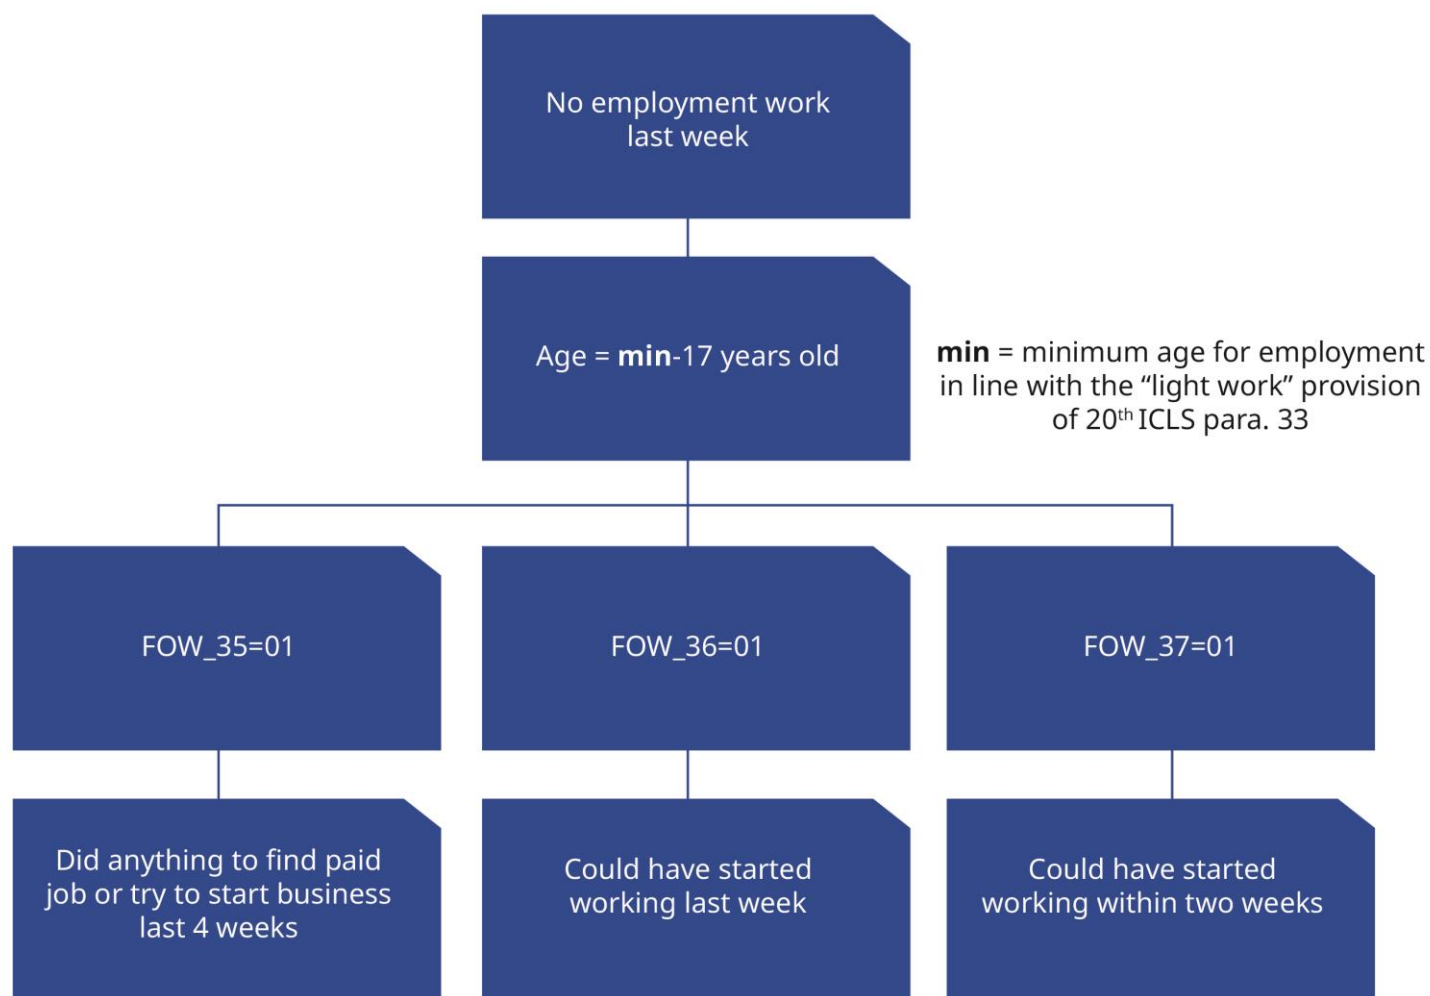 No employment work
last week
Age = min-17 years old
min = minimum age for employment
in line with the “light work” provision
of 20th ICLS para. 33
FOW_35=01
FOW_36=01
FOW_37=01
Did anything to find paid
job or try to start business
last 4 weeks
Could have started
working last week
Could have started
working within two weeks